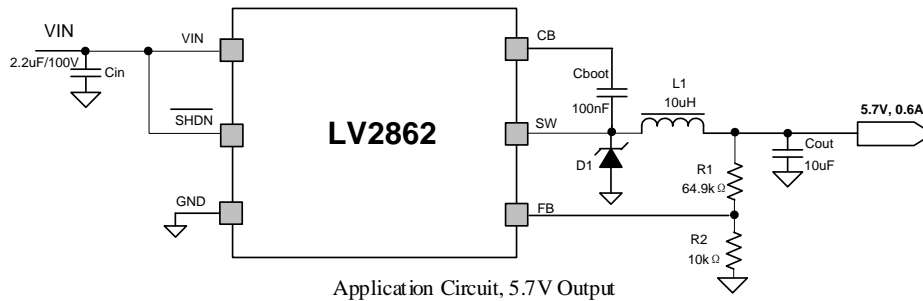 VIN
VIN
2.2uF/100V
Cin
SHDN
GND
LV2862
CB
Cboot
100nF
SW
L1
10uH
D1
5.7V, 0.6A
Cout
10uF
R1
64.9kΩ
FB
R2
10kΩ
Application Circuit, 5.7V Output